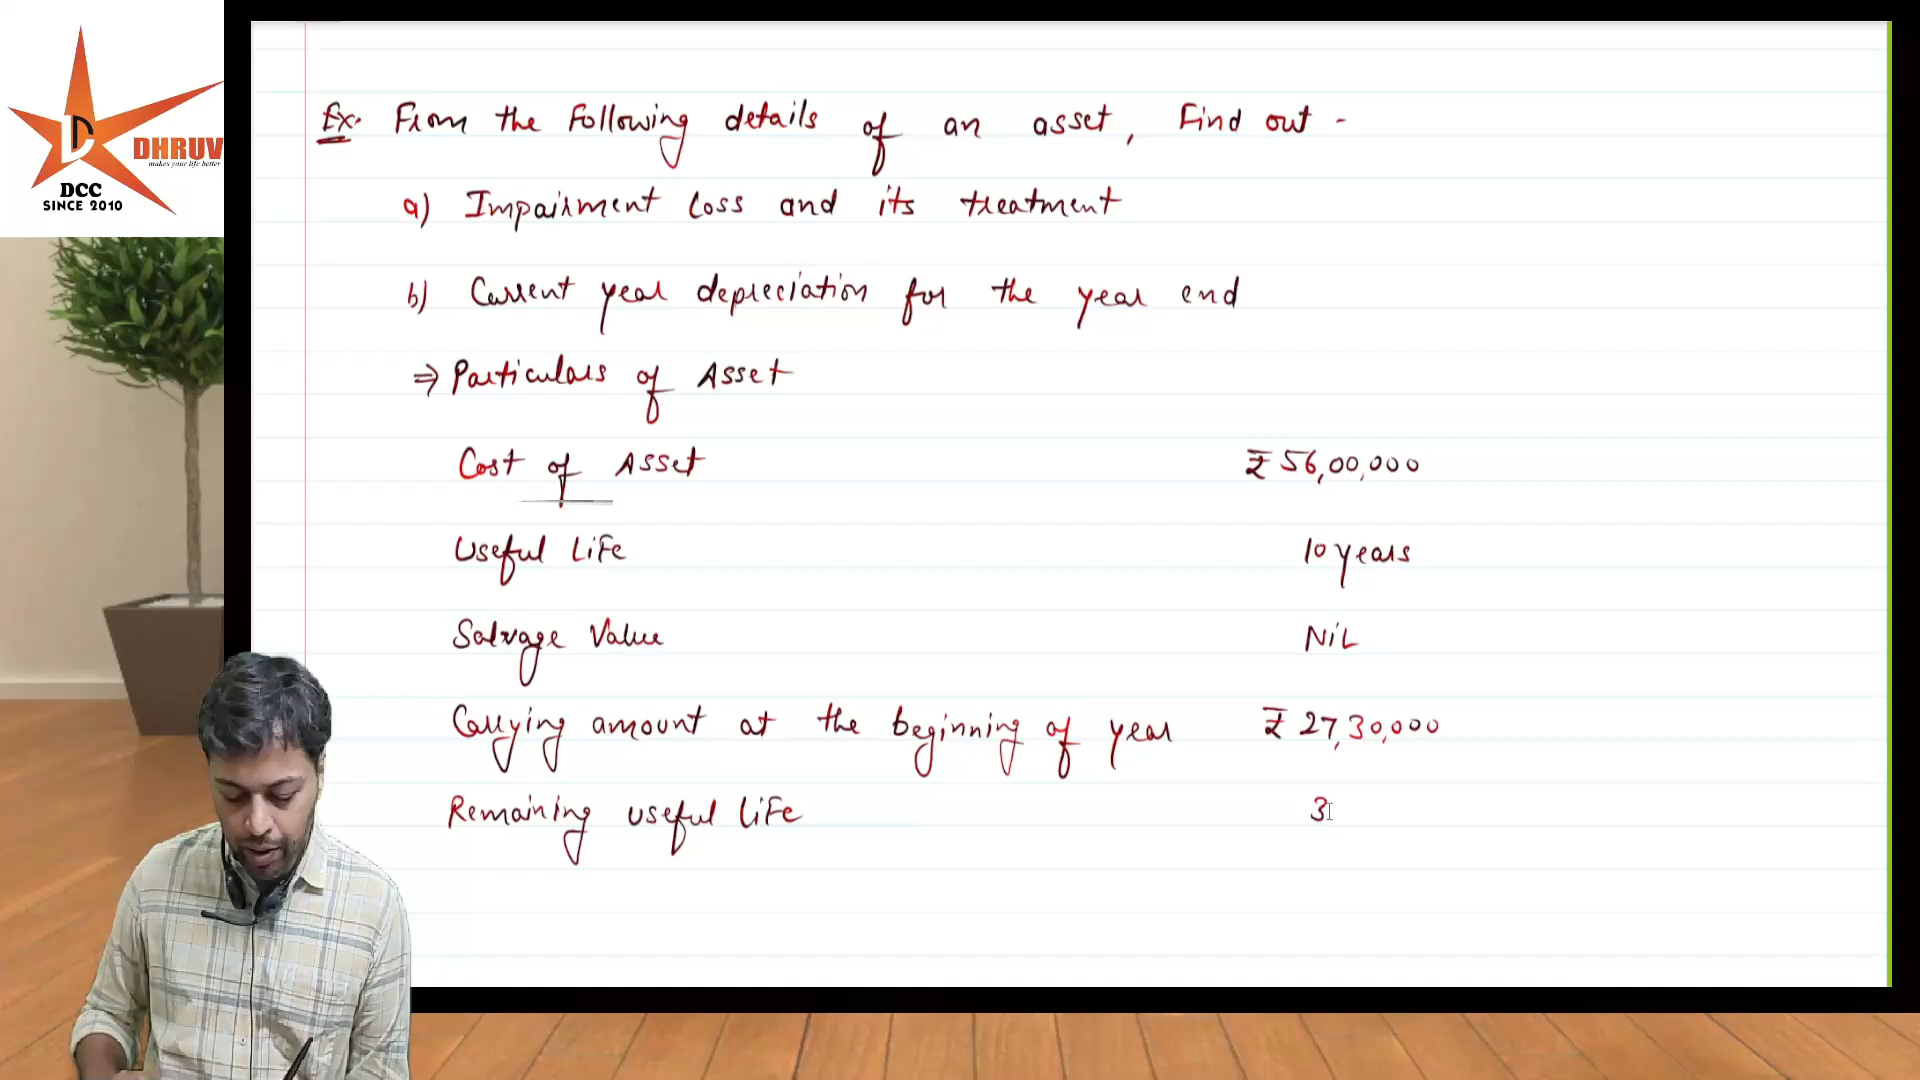 DHRUV
makes your life better
DCC
SINCE 2010
Ex. From the Following details of an asset, Find out -
a) Impairment Loss and its treatment
b) Current year depreciation for the year end
⇒ Particulars of Asset
Cost of Asset ₹ 56,00,000
Useful Life 10 years
Salvage Value NiL
Carrying amount at the beginning of year ₹ 27,30,000
Remaining useful Life 3